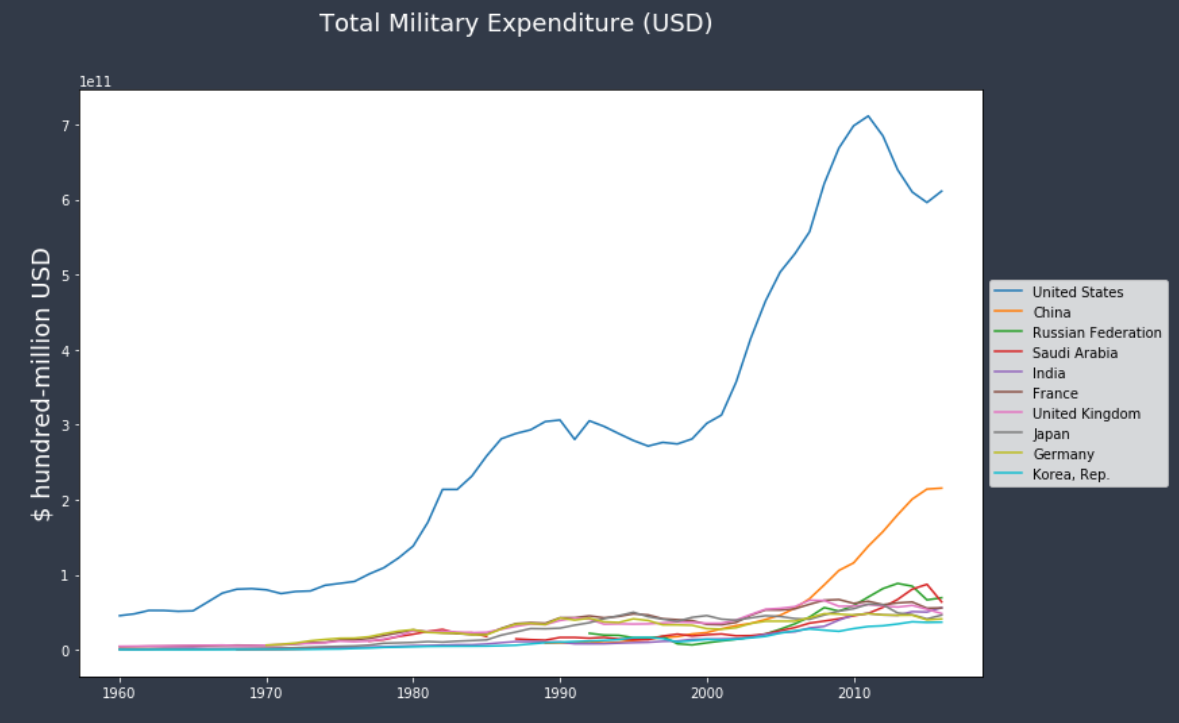 Total Military Expenditure (USD)
1e11
7
6
5
4
3
2
1
0
$ hundred-million USD
1960 1970 1980 1990 2000 2010
United States
China
Russian Federation
Saudi Arabia
India
France
United Kingdom
Japan
Germany
Korea, Rep.